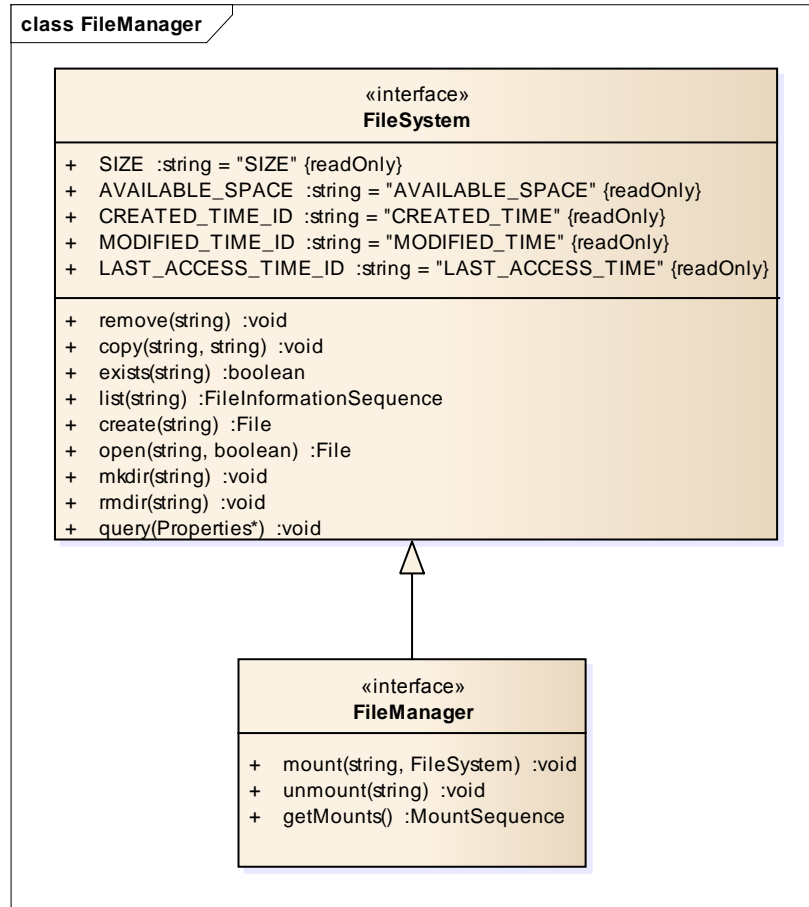 class FileManager
«interface»
FileSystem
+ SIZE :string = "SIZE" {readOnly}
+ AVAILABLE_SPACE :string = "AVAILABLE_SPACE" {readOnly}
+ CREATED_TIME_ID :string = "CREATED_TIME" {readOnly}
+ MODIFIED_TIME_ID :string = "MODIFIED_TIME" {readOnly}
+ LAST_ACCESS_TIME_ID :string = "LAST_ACCESS_TIME" {readOnly}
+ remove(string) :void
+ copy(string, string) :void
+ exists(string) :boolean
+ list(string) :FileInformationSequence
+ create(string) :File
+ open(string, boolean) :File
+ mkdir(string) :void
+ rmdir(string) :void
+ query(Properties*) :void
«interface»
FileManager
+ mount(string, FileSystem) :void
+ unmount(string) :void
+ getMounts() :MountSequence